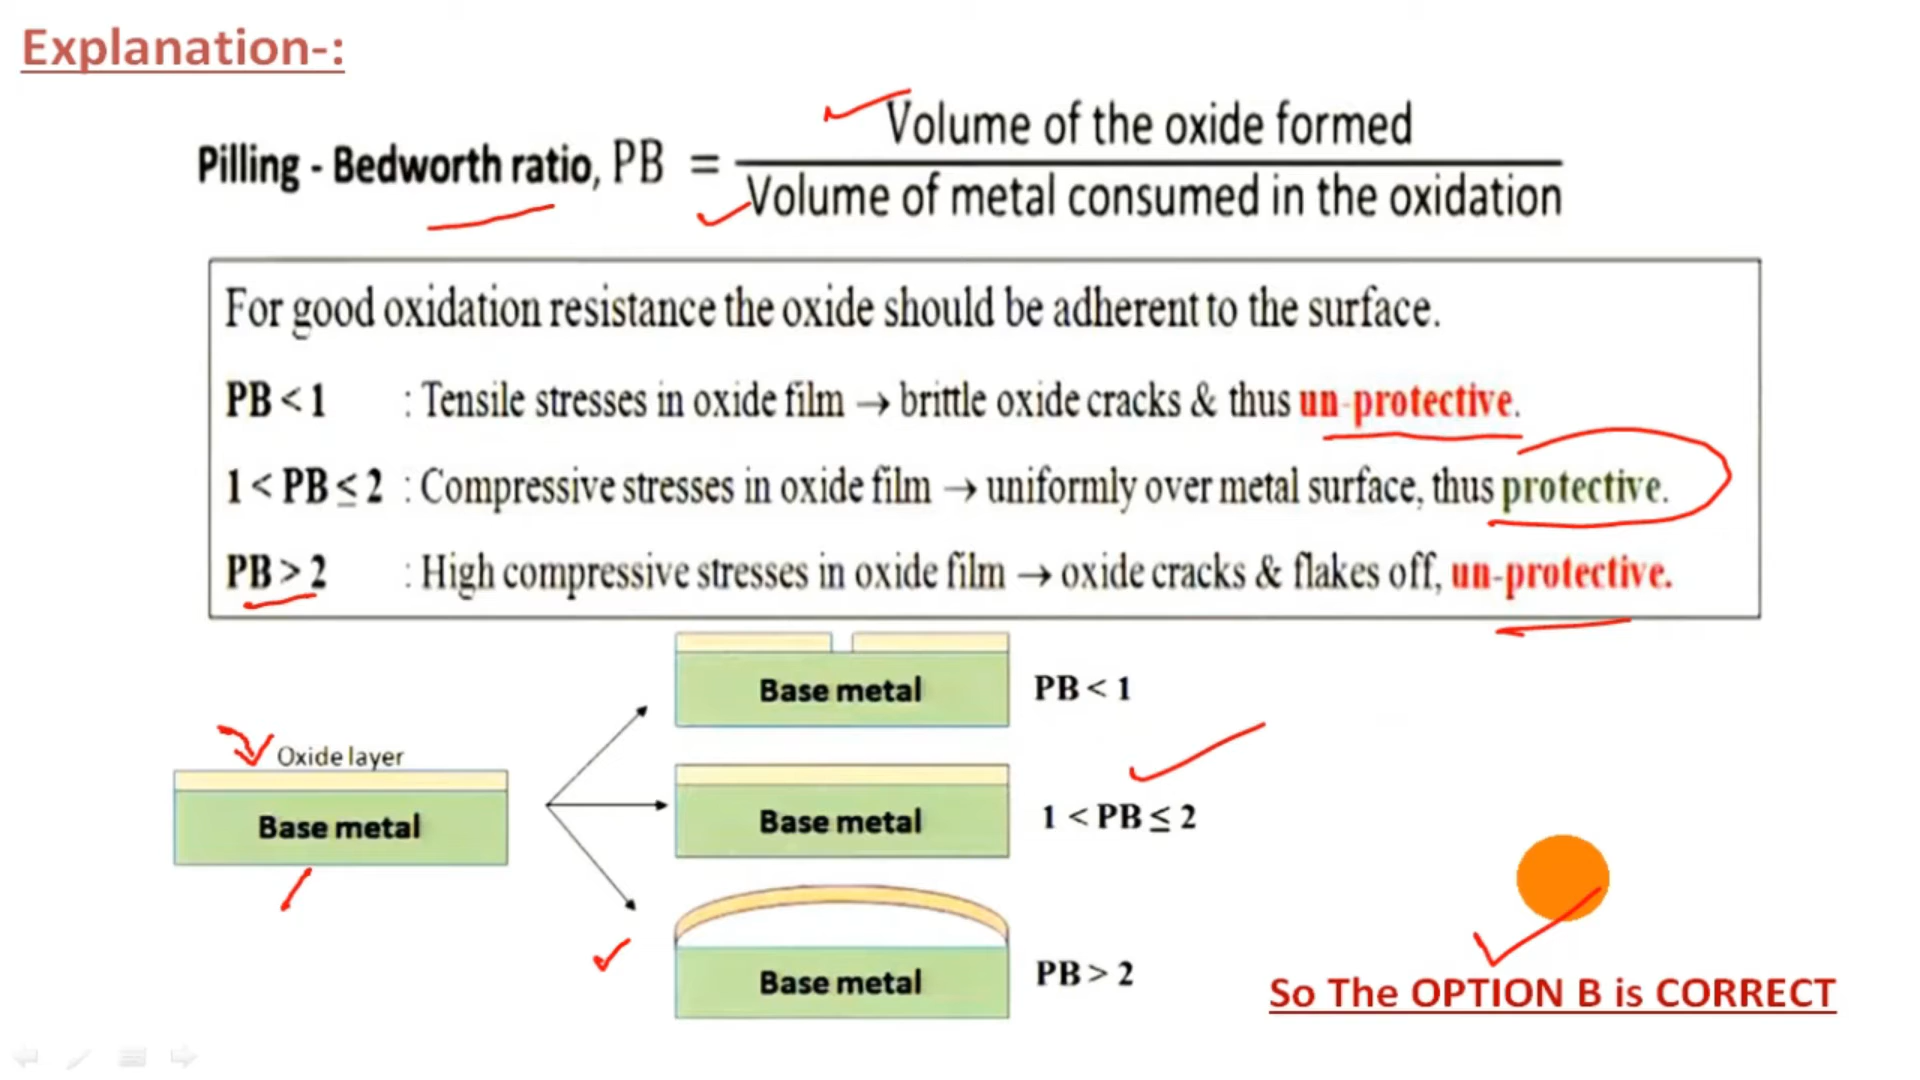 Explanation-:
Pilling - Bedworth ratio, PB = Volume of the oxide formed
Volume of metal consumed in the oxidation
For good oxidation resistance the oxide should be adherent to the surface.
PB < 1 : Tensile stresses in oxide film → brittle oxide cracks & thus un-protective.
1 < PB ≤ 2 : Compressive stresses in oxide film → uniformly over metal surface, thus protective.
PB > 2 : High compressive stresses in oxide film → oxide cracks & flakes off, un-protective.
Base metal PB < 1
Oxide layer
Base metal
Base metal 1 < PB ≤ 2
Base metal PB > 2
So The OPTION B is CORRECT